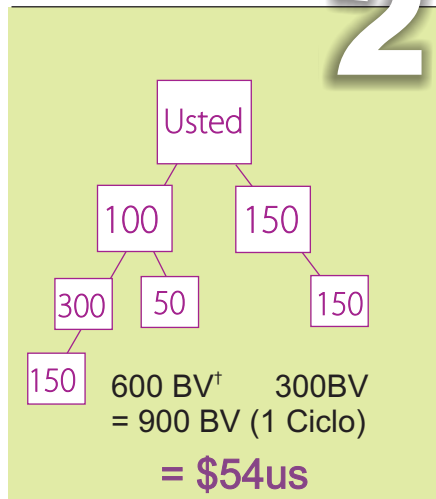 2
Usted
100 150
300 50 150
150
600 BV† 300BV
= 900 BV (1 Ciclo)
= $54us